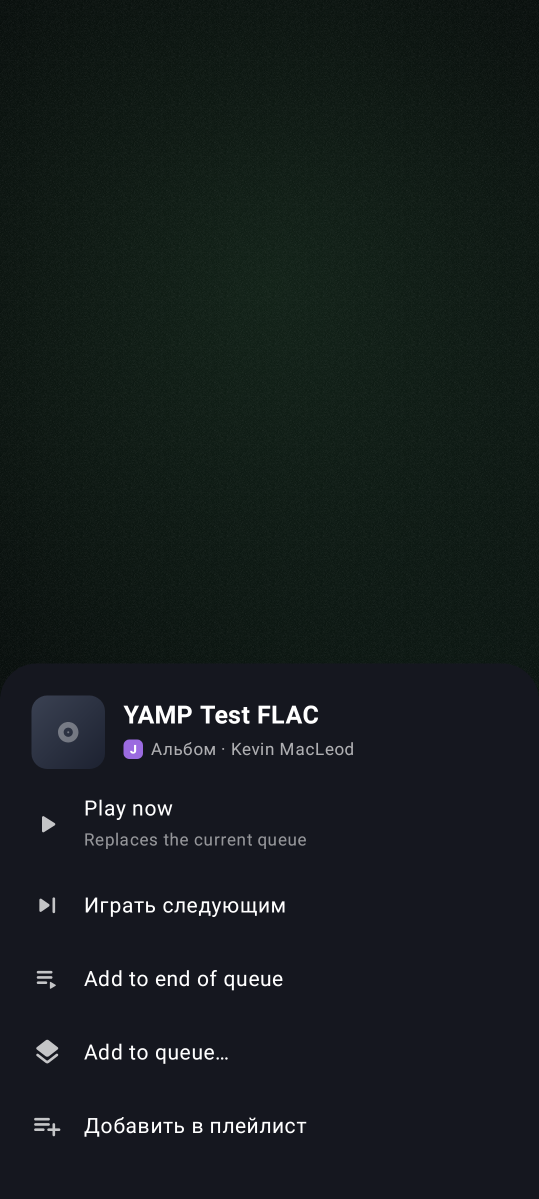 YAMP Test FLAC
J Альбом · Kevin MacLeod
Play now
Replaces the current queue
Играть следующим
Add to end of queue
Add to queue…
Добавить в плейлист